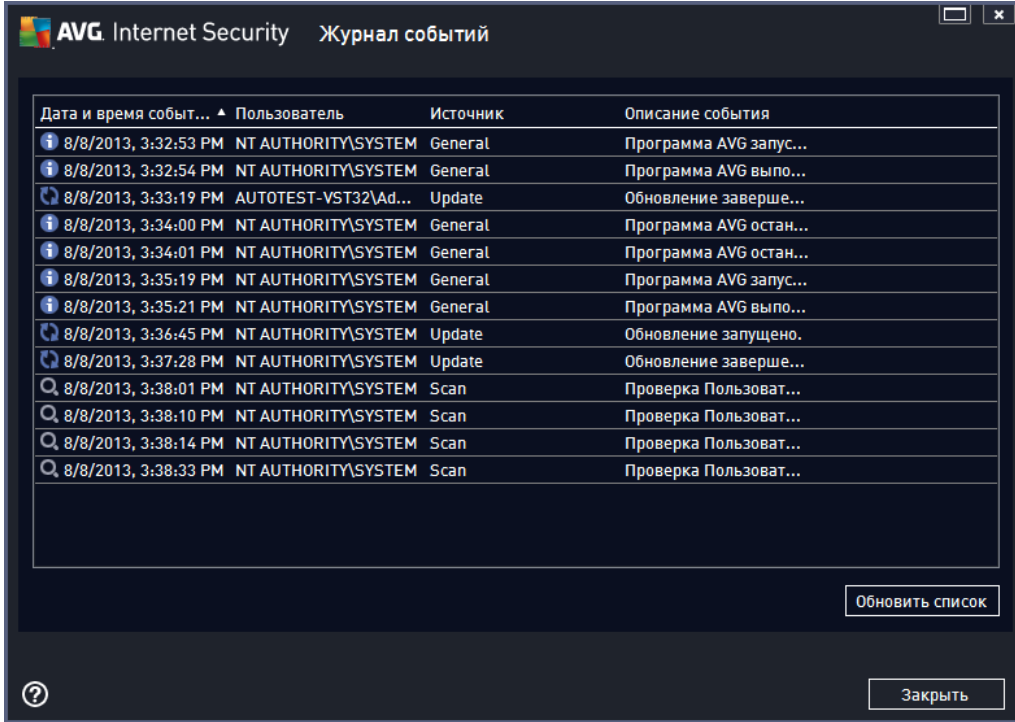 AVG. Internet Security Журнал событий
Дата и время событ... Пользователь Источник Описание события
8/8/2013, 3:32:53 PM NT AUTHORITY\SYSTEM General Программа AVG запус...
8/8/2013, 3:32:54 PM NT AUTHORITY\SYSTEM General Программа AVG выпо...
8/8/2013, 3:33:19 PM AUTOTEST-VST32\Ad... Update Обновление заверше...
8/8/2013, 3:34:00 PM NT AUTHORITY\SYSTEM General Программа AVG остан...
8/8/2013, 3:34:01 PM NT AUTHORITY\SYSTEM General Программа AVG остан...
8/8/2013, 3:35:19 PM NT AUTHORITY\SYSTEM General Программа AVG запус...
8/8/2013, 3:35:21 PM NT AUTHORITY\SYSTEM General Программа AVG выпо...
8/8/2013, 3:36:45 PM NT AUTHORITY\SYSTEM Update Обновление запущено.
8/8/2013, 3:37:28 PM NT AUTHORITY\SYSTEM Update Обновление заверше...
8/8/2013, 3:38:01 PM NT AUTHORITY\SYSTEM Scan Проверка Пользоват...
8/8/2013, 3:38:10 PM NT AUTHORITY\SYSTEM Scan Проверка Пользоват...
8/8/2013, 3:38:14 PM NT AUTHORITY\SYSTEM Scan Проверка Пользоват...
8/8/2013, 3:38:33 PM NT AUTHORITY\SYSTEM Scan Проверка Пользоват...
Обновить список
Закрыть